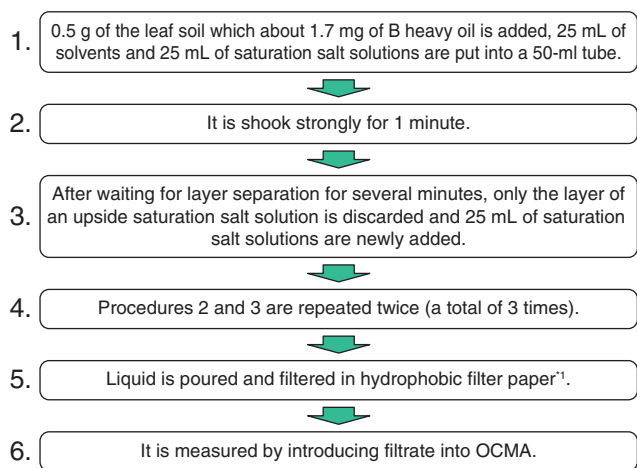 1.
0.5 g of the leaf soil which about 1.7 mg of B heavy oil is added, 25 mL of
solvents and 25 mL of saturation salt solutions are put into a 50-ml tube.
2.
It is shook strongly for 1 minute.
3.
After waiting for layer separation for several minutes, only the layer of
an upside saturation salt solution is discarded and 25 mL of saturation
salt solutions are newly added.
4.
Procedures 2 and 3 are repeated twice (a total of 3 times).
5.
Liquid is poured and filtered in hydrophobic filter paper*1.
6.
It is measured by introducing filtrate into OCMA.